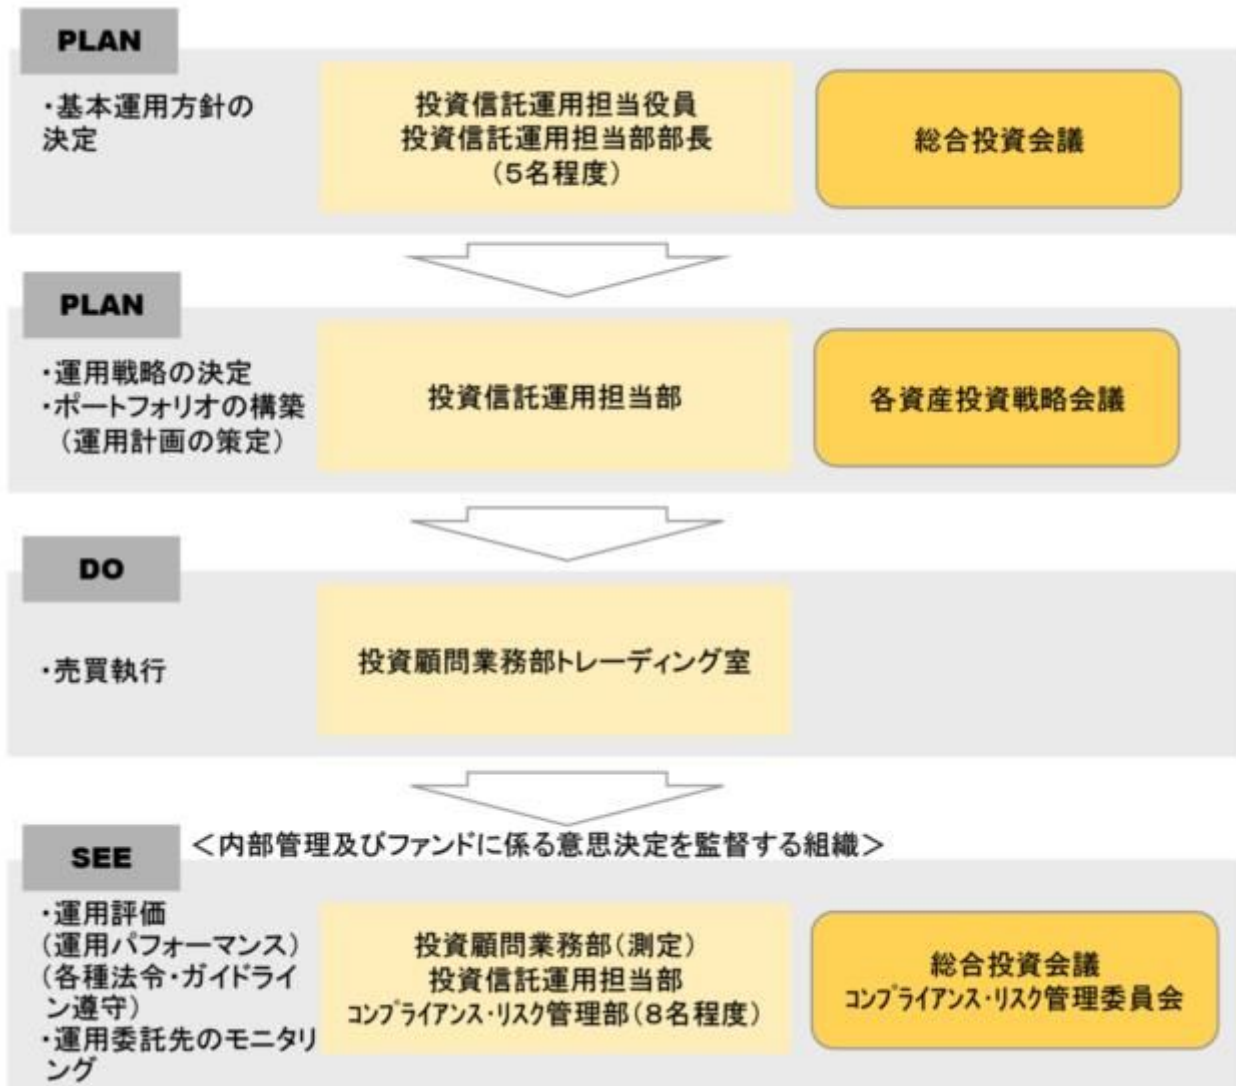 PLAN
・基本運用方針の
決定
投資信託運用担当役員
投資信託運用担当部部長
(5名程度)
総合投資会議
PLAN
・運用戦略の決定
・ポートフォリオの構築
(運用計画の策定)
投資信託運用担当部
各資産投資戦略会議
DO
・売買執行
投資顧問業務部トレーディング室
SEE
＜内部管理及びファンドに係る意思決定を監督する組織＞
・運用評価
(運用パフォーマンス)
(各種法令・ガイドライ
ン遵守)
・運用委託先のモニタリ
ング
投資顧問業務部(測定)
投資信託運用担当部
ｺﾝﾌﾟﾗｲｱﾝｽ・ﾘｽｸ管理部(8名程度)
総合投資会議
ｺﾝﾌﾟﾗｲｱﾝｽ・ﾘｽｸ管理委員会